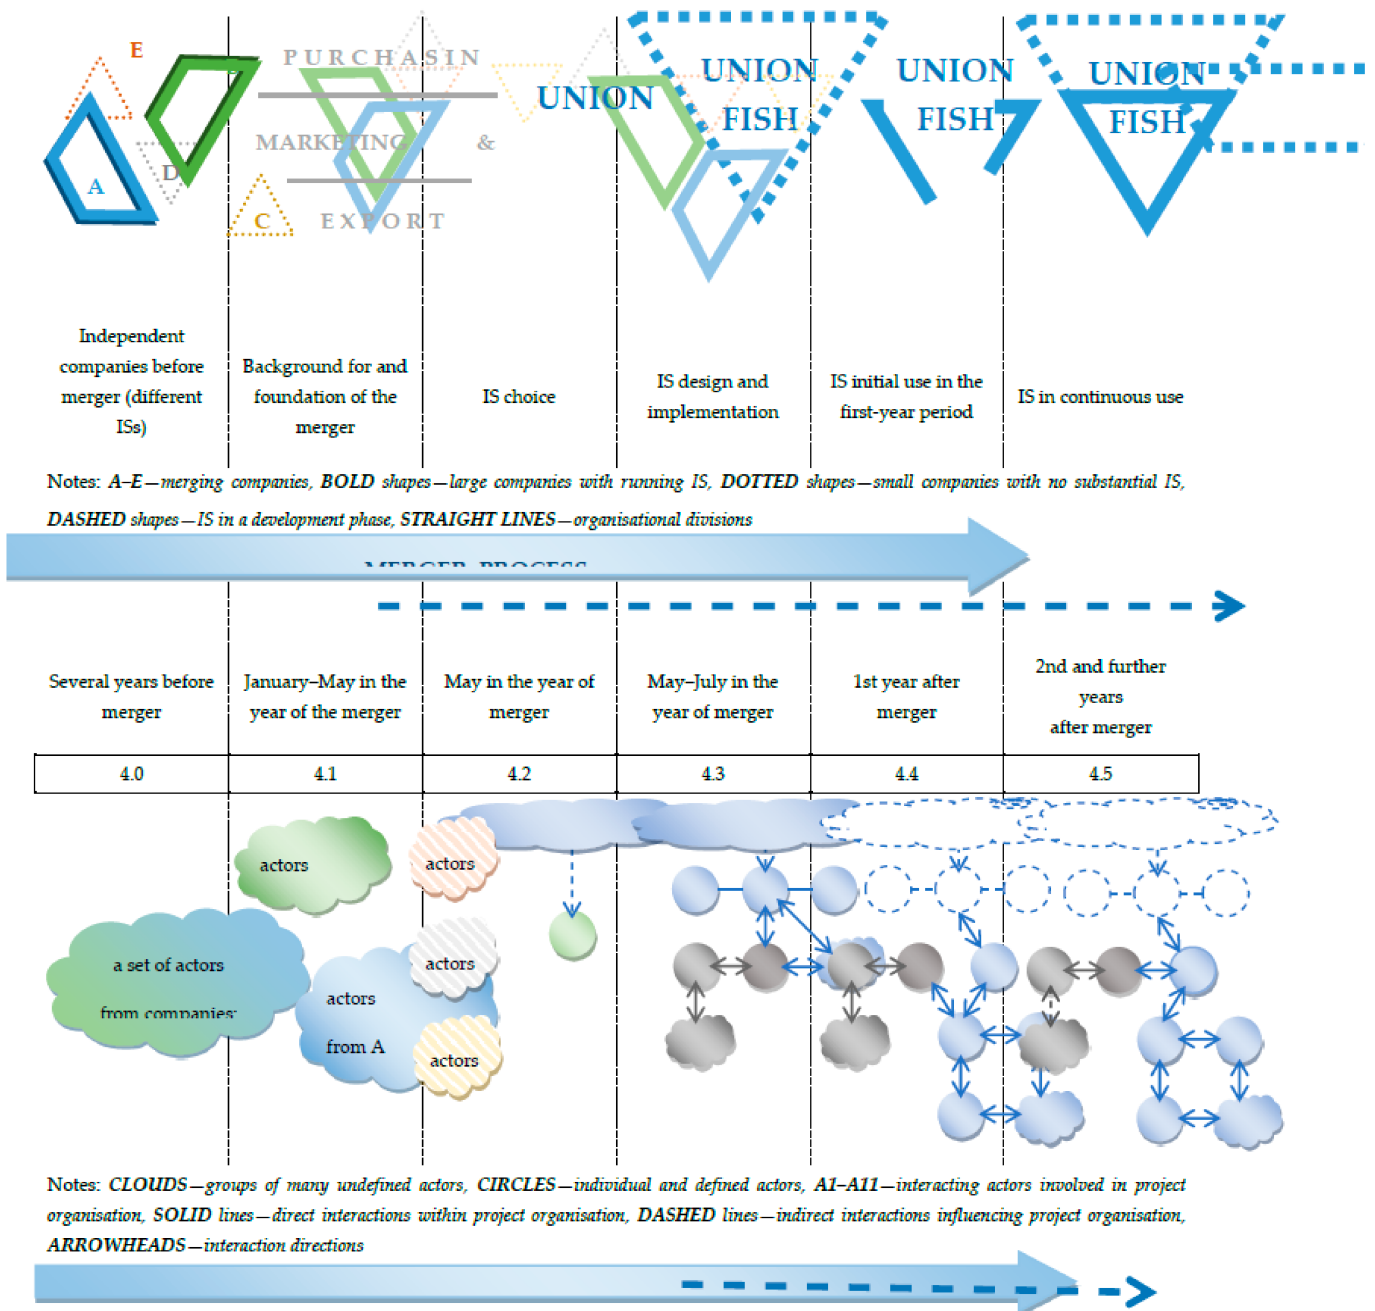 E
A
D
C
PURCHASIN
MARKETING &
EXPORT
UNION
UNION
FISH
UNION
FISH
UNION
FISH
Independent
companies before
merger (different
ISs)
Background for and
foundation of the
merger
IS choice
IS design and
implementation
IS initial use in the
first-year period
IS in continuous use
Notes: A–E—merging companies, BOLD shapes—large companies with running IS, DOTTED shapes—small companies with no substantial IS,
DASHED shapes—IS in a development phase, STRAIGHT LINES—organisational divisions
MERGER PROCESS
Several years before
merger
January–May in the
year of the merger
May in the year of
merger
May–July in the
year of merger
1st year after
merger
2nd and further
years
after merger
4.0
4.1
4.2
4.3
4.4
4.5
actors
actors
a set of actors
from companies:
actors
from A
actors
actors
Notes: CLOUDS—groups of many undefined actors, CIRCLES—individual and defined actors, A1–A11—interacting actors involved in project
organisation, SOLID lines—direct interactions within project organisation, DASHED lines—indirect interactions influencing project organisation,
ARROWHEADS—interaction directions